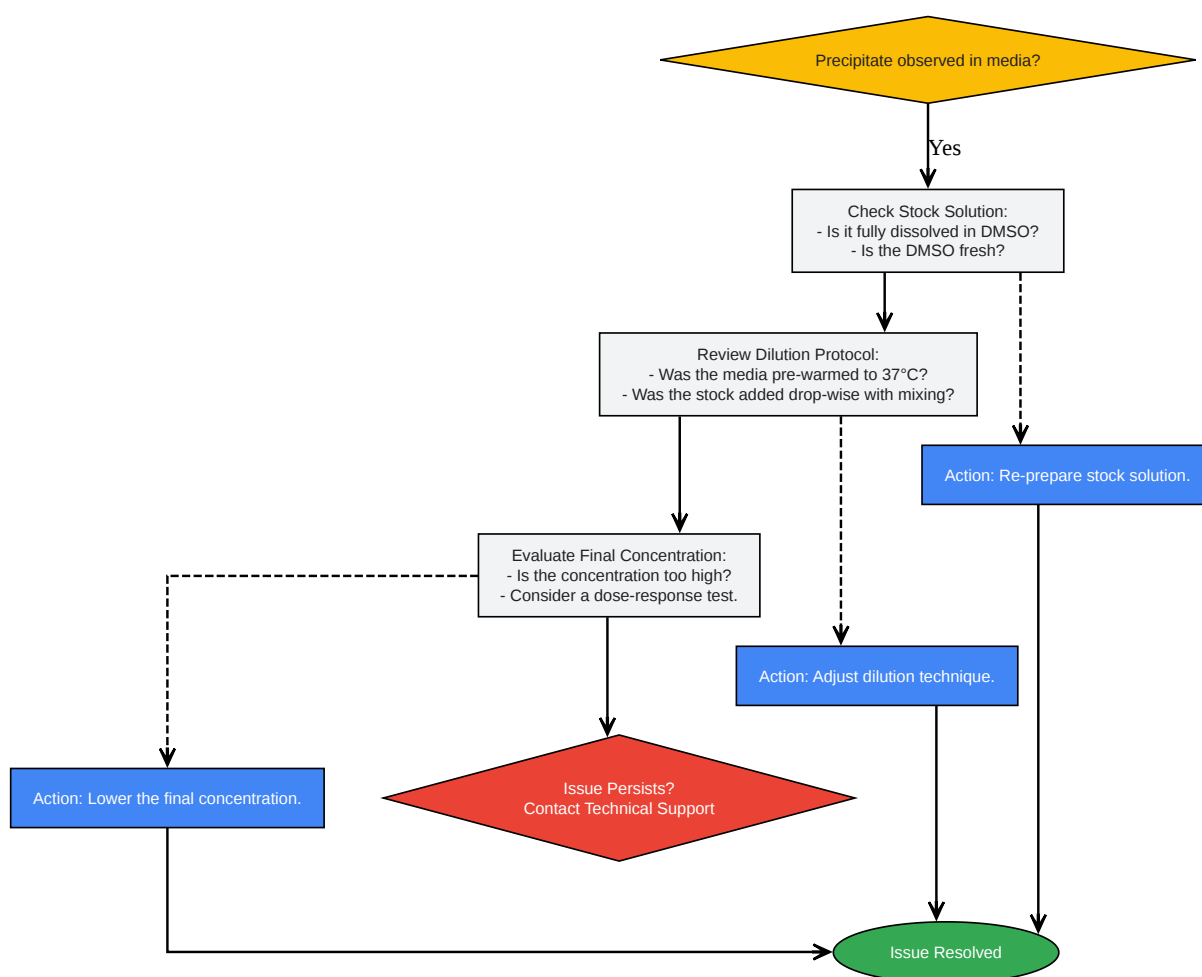 Precipitate observed in media?
Yes
Check Stock Solution:
- Is it fully dissolved in DMSO?
- Is the DMSO fresh?
Review Dilution Protocol:
- Was the media pre-warmed to 37°C?
- Was the stock added drop-wise with mixing?
Action: Re-prepare stock solution.
Evaluate Final Concentration:
- Is the concentration too high?
- Consider a dose-response test.
Action: Adjust dilution technique.
Issue Persists?
Contact Technical Support
Action: Lower the final concentration.
Issue Resolved